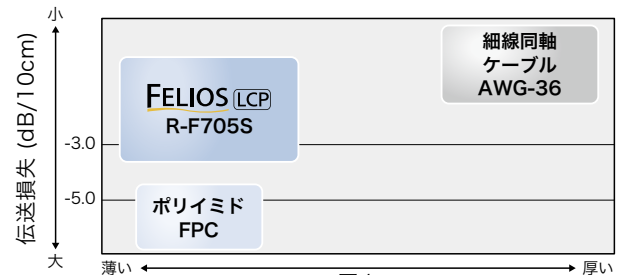 小
伝送損失 (dB/10cm)
大
-3.0
-5.0
FELIOS LCP
R-F705S
細線同軸
ケーブル
AWG-36
ポリイミド
FPC
薄い
厚い